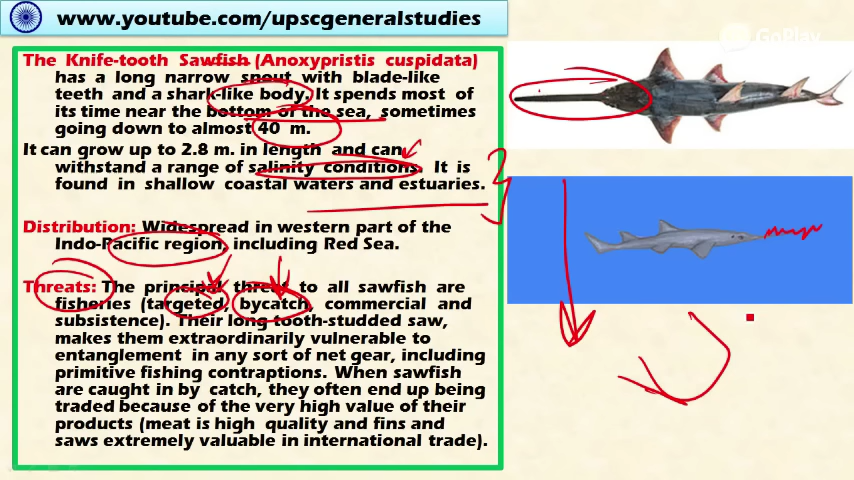 www.youtube.com/upscgeneralstudies
GoPlay
The Knife-tooth Sawfish (Anoxypristis cuspidata)
has a long narrow snout with blade-like
teeth and a shark-like body. It spends most of
its time near the bottom of the sea, sometimes
going down to almost 40 m.
It can grow up to 2.8 m. in length and can
withstand a range of salinity conditions. It is
found in shallow coastal waters and estuaries.
Distribution: Widespread in western part of the
Indo-Pacific region, including Red Sea.
Threats: The principal threat to all sawfish are
fisheries (targeted, bycatch, commercial and
subsistence). Their long tooth-studded saw,
makes them extraordinarily vulnerable to
entanglement in any sort of net gear, including
primitive fishing contraptions. When sawfish
are caught in by catch, they often end up being
traded because of the very high value of their
products (meat is high quality and fins and
saws extremely valuable in international trade).